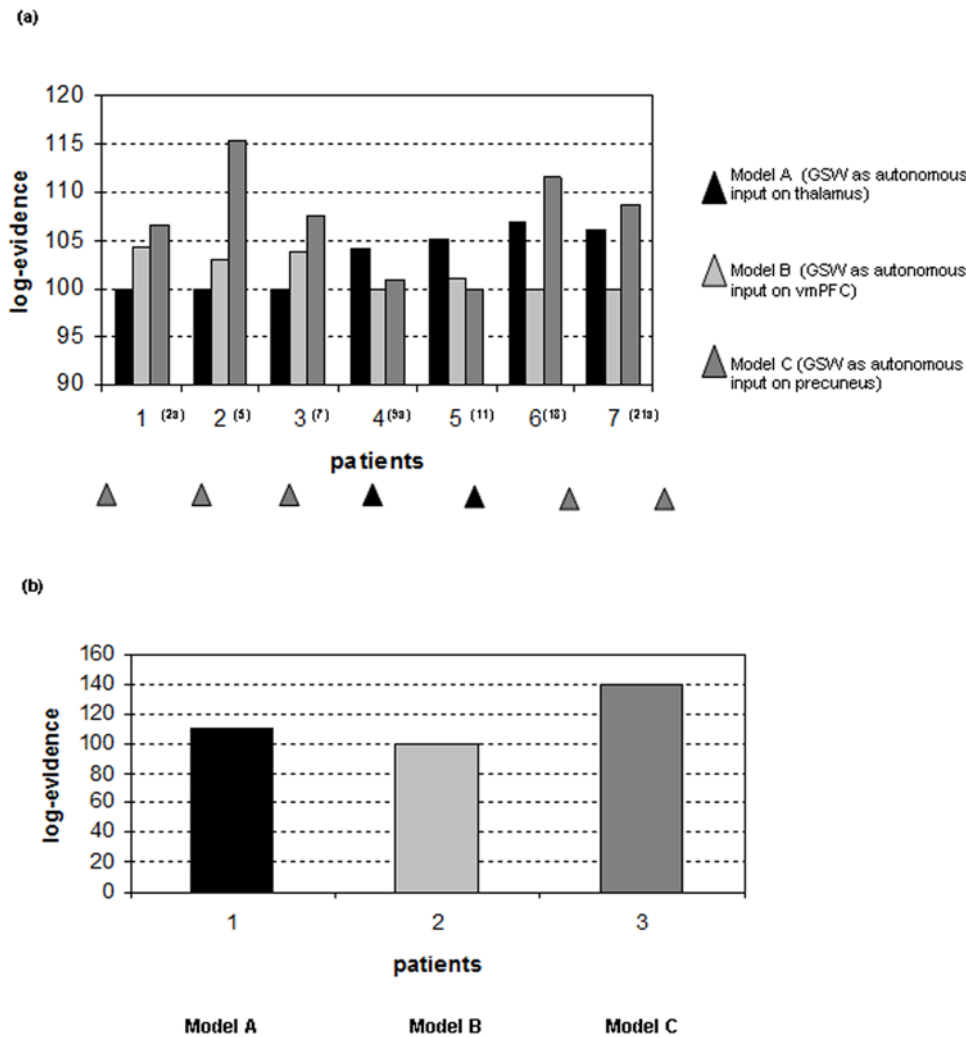 (a)
120
115
110
105
100
95
90
log-evidence
1 (2a) 2 (5) 3 (7) 4 (9a) 5 (11) 6 (18) 7 (21a)
patients
Model A (GSW as autonomous
input on thalamus)
Model B (GSW as autonomous
input on vmPFC)
Model C (GSW as autonomous
input on precuneus)
(b)
160
140
120
100
80
60
40
20
0
log-evidence
1 2 3
patients
Model A Model B Model C